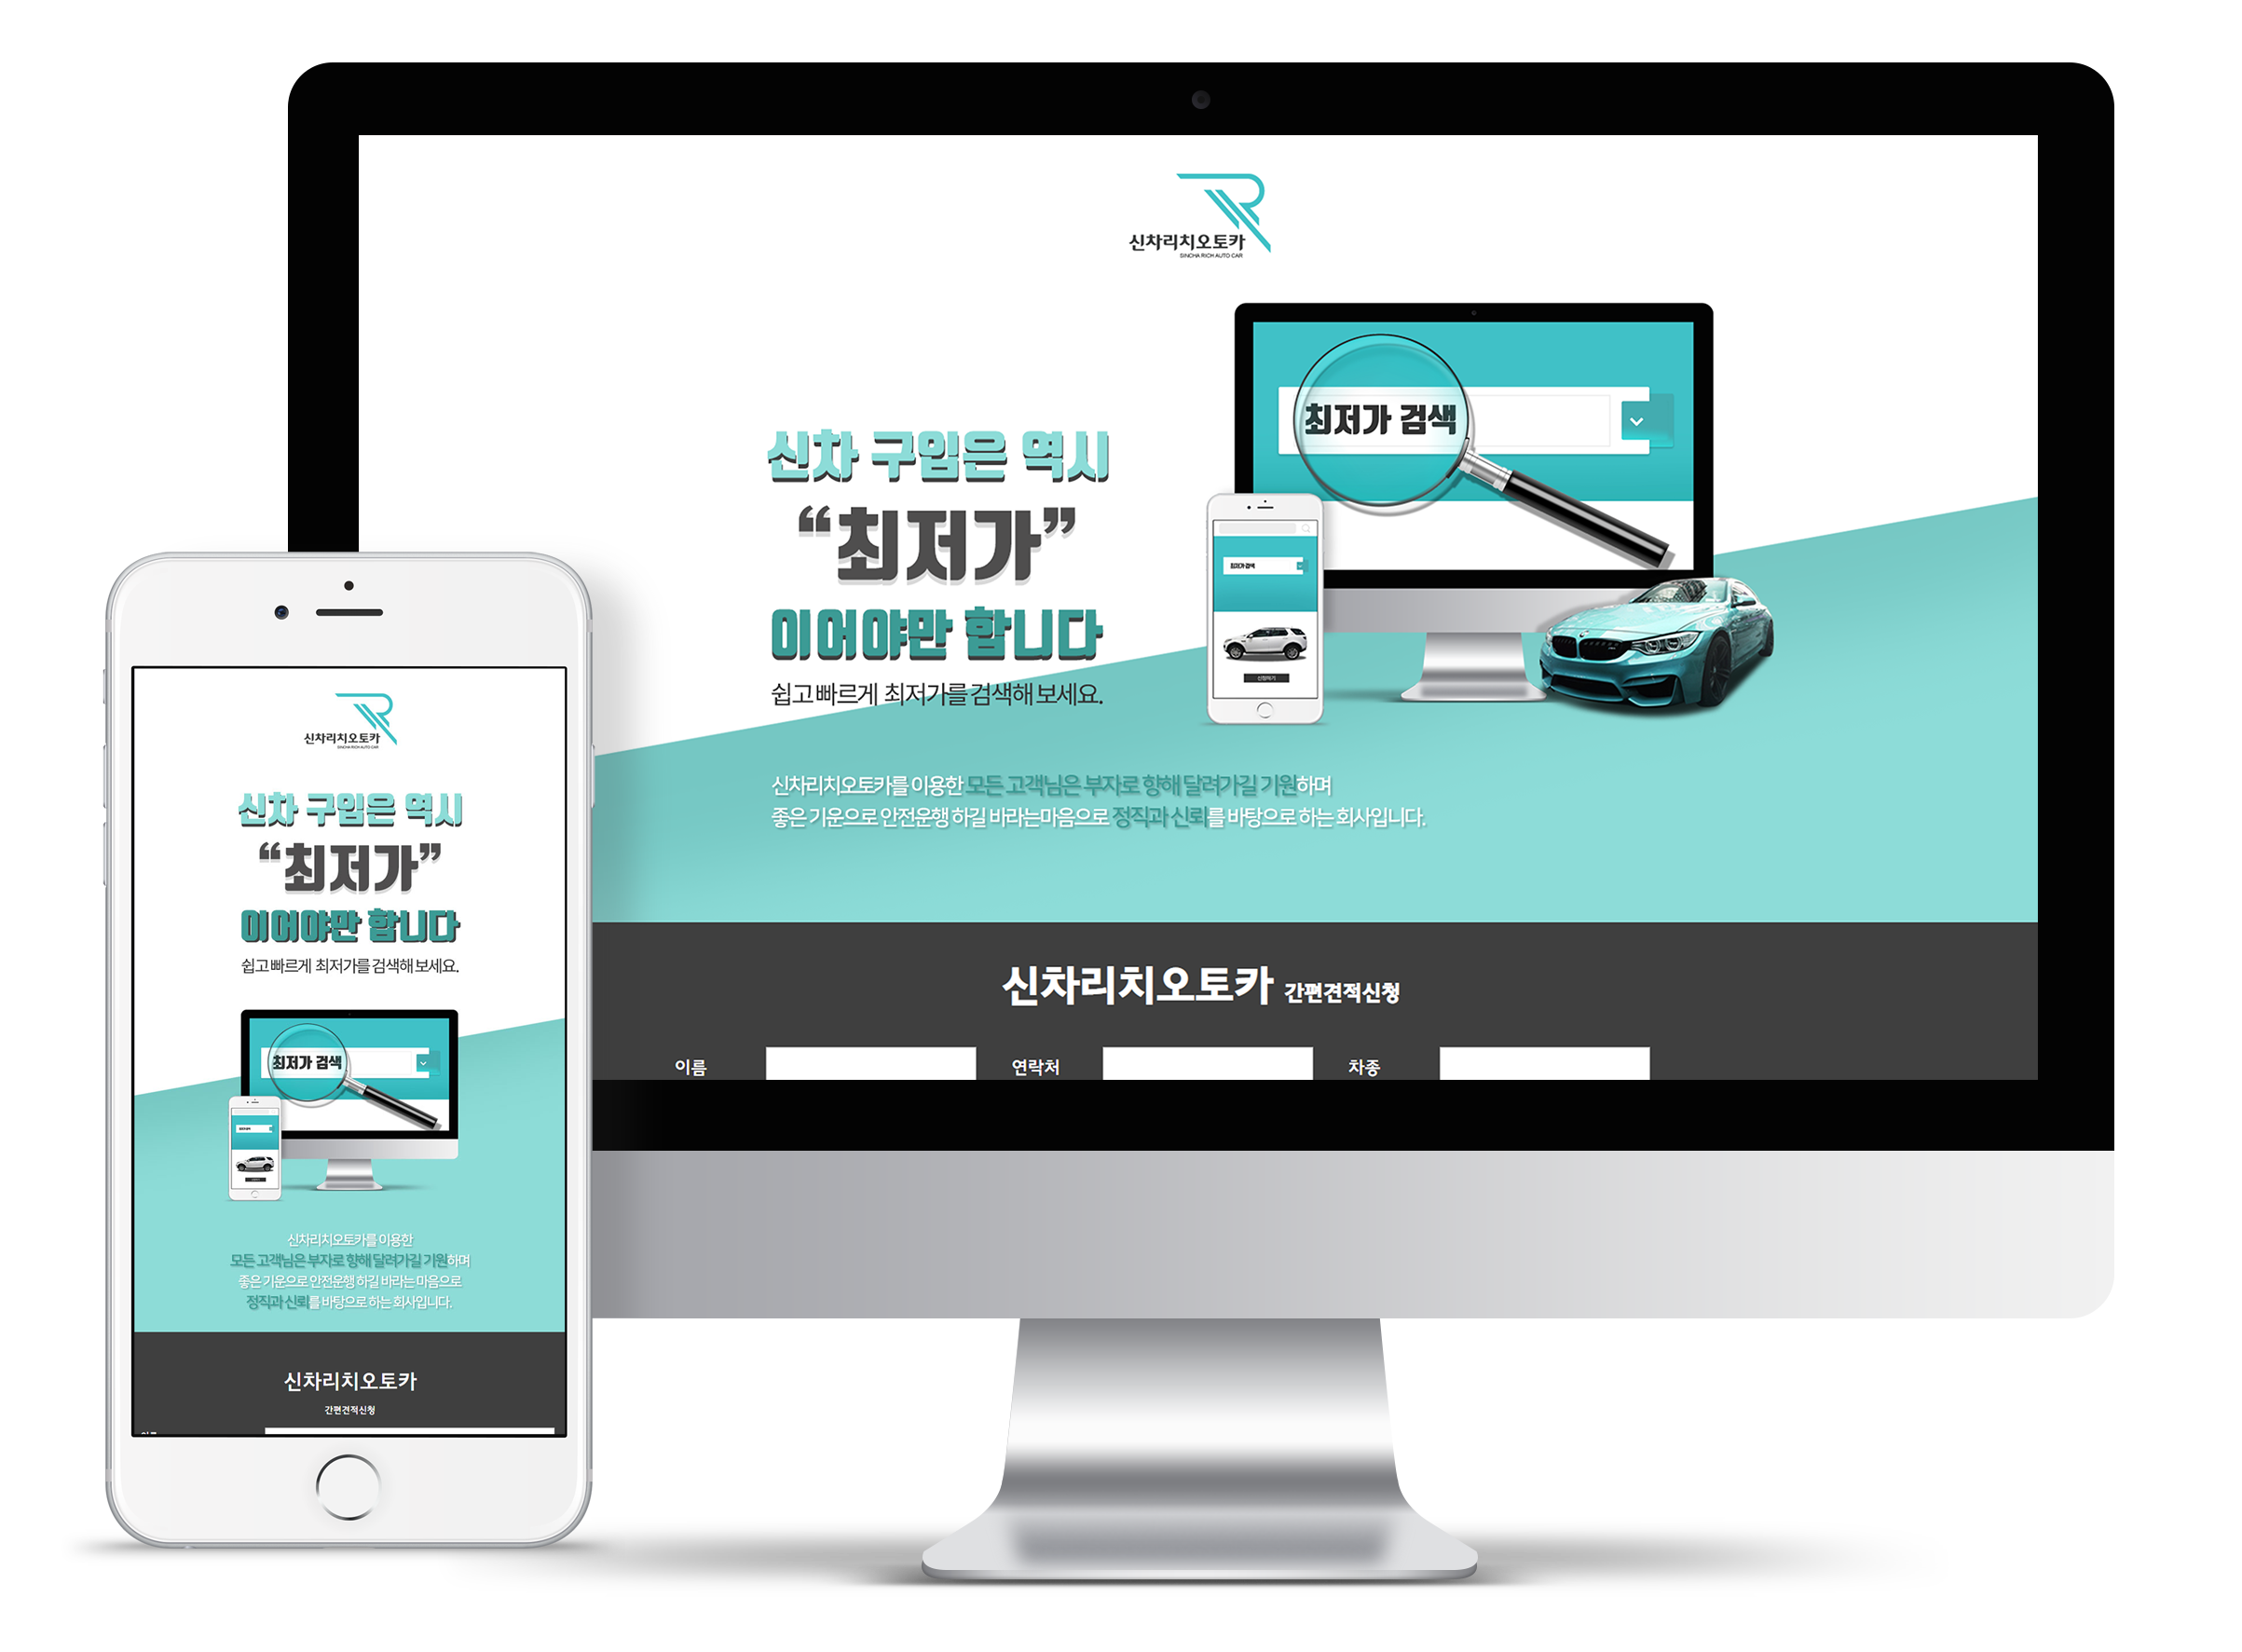 신차리치오토카
SINCHA RICH AUTO CAR
신차 구입은 역시
“최저가”
이어야만 합니다
쉽고 빠르게 최저가를 검색해 보세요.
최저가 검색
최저가 검색
신청하기
신차리치오토카를 이용한 모든 고객님은 부자로 향해 달려가길 기원하며
좋은 기운으로 안전운행 하길 바라는마음으로 정직과 신뢰를 바탕으로 하는 회사입니다.
신차리치오토카 간편견적신청
이름 연락처 차종
신차리치오토카
SINCHA RICH AUTO CAR
신차 구입은 역시
“최저가”
이어야만 합니다
쉽고 빠르게 최저가를 검색해 보세요.
최저가 검색
신차리치오토카를 이용한
모든 고객님은 부자로 향해 달려가길 기원하며
좋은 기운으로 안전운행 하길 바라는 마음으로
정직과 신뢰를 바탕으로 하는 회사입니다.
신차리치오토카
간편견적신청